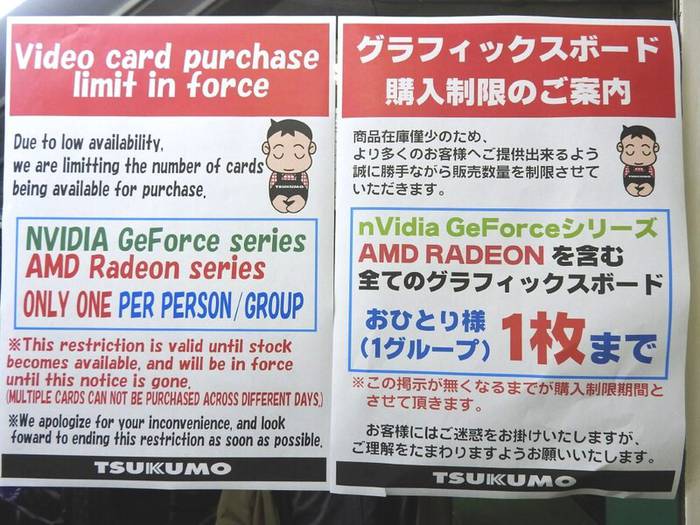 Video card purchase
limit in force
Due to low availability,
we are limitting the number of cards
being available for purchase.
TSUKUMO
NVIDIA GeForce series
AMD Radeon series
ONLY ONE PER PERSON/GROUP
※This restriction is valid until stock
becomes available, and will be in force
until this notice is gone.
(MULTIPLE CARDS CAN NOT BE PURCHASED ACROSS DIFFERENT DAYS.)
※We apologize for your inconvenience, and look
foward to ending this restriction as soon as possible.
TSUKUMO
グラフィックスボード
購入制限のご案内
商品在庫僅少のため、
より多くのお客様へご提供出来るよう
誠に勝手ながら販売数量を制限させて
いただきます。
TSUKUMO
nVidia GeForceシリーズ
AMD RADEON を含む
全てのグラフィックスボード
おひとり様
(1グループ) 1枚まで
※この掲示が無くなるまでが購入制限期間と
させて頂きます。
お客様にはご迷惑をお掛けいたしますが、
ご理解をたまわりますようお願いいたします。
TSUKUMO